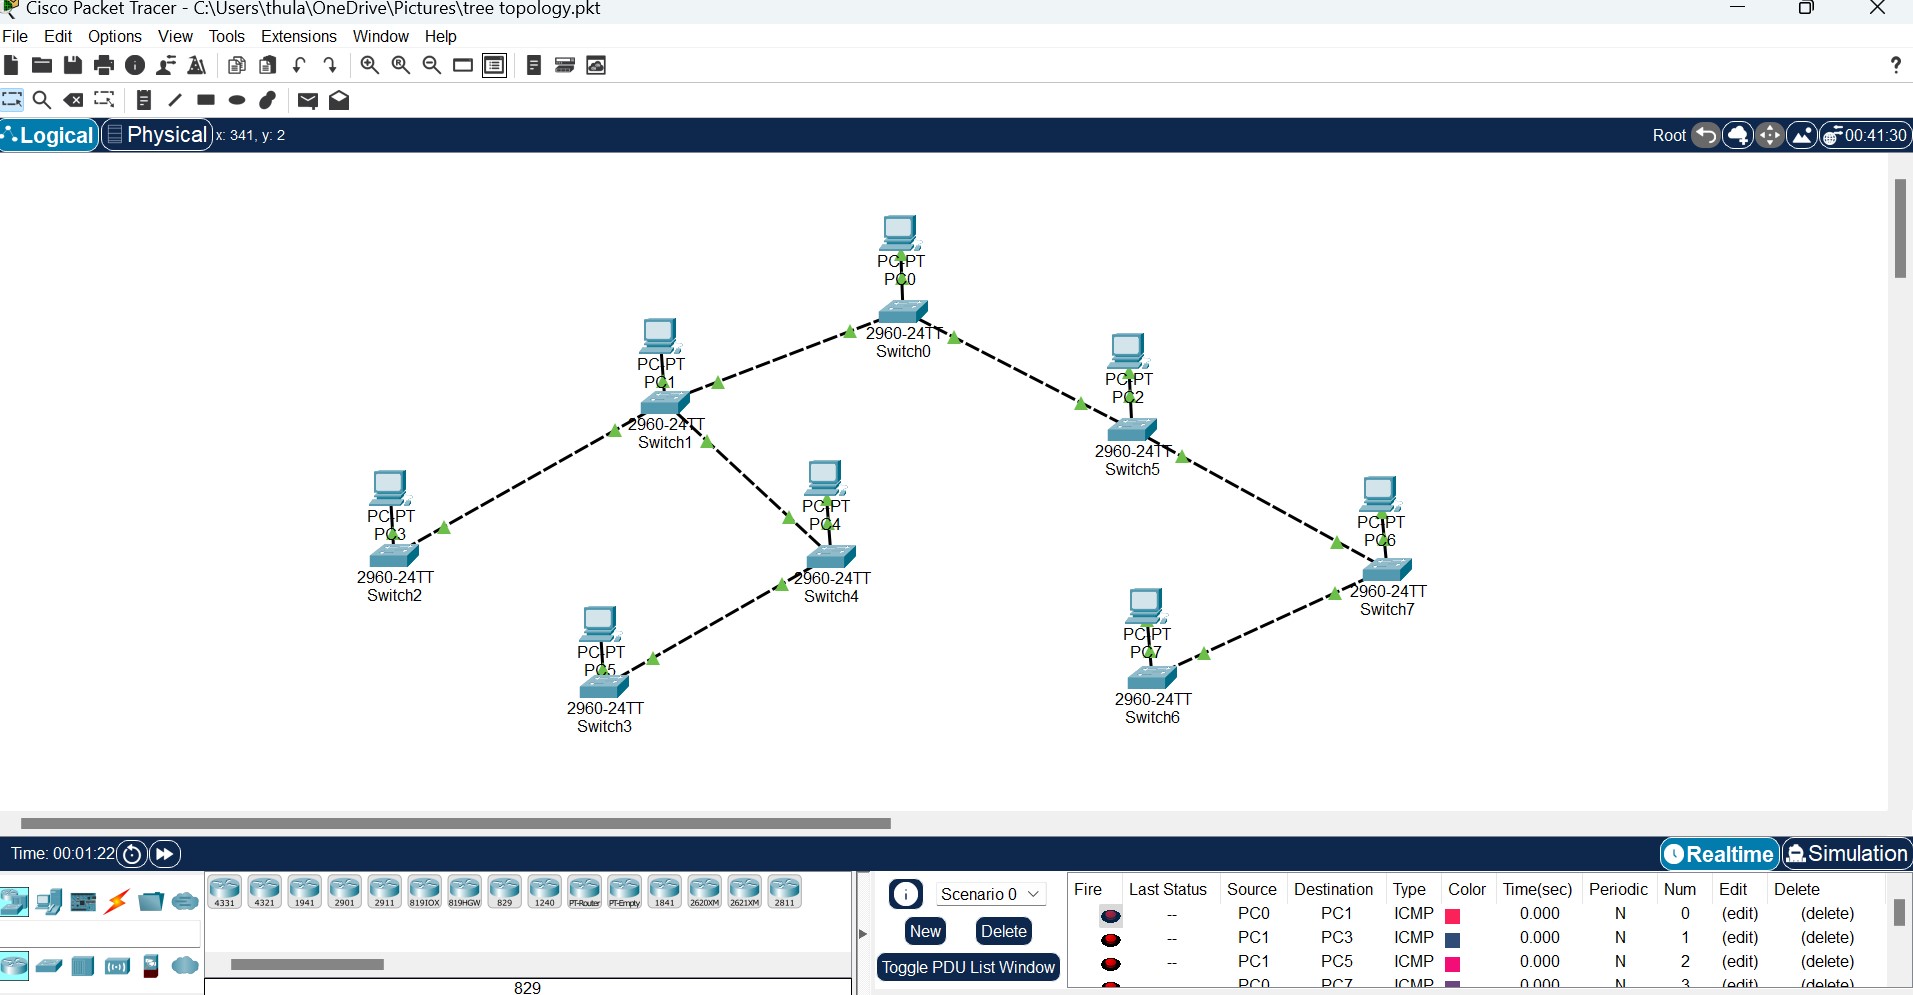 Cisco Packet Tracer - C:\Users\thula\OneDrive\Pictures\tree topology.pkt
File Edit Options View Tools Extensions Window Help
?
Logical Physical x: 341, y: 2 Root 00:41:30
PC-PT
PC0
2960-24TT
Switch0
PC-PT
PC1
2960-24TT
Switch1
PC-PT
PC2
2960-24TT
Switch5
PC-PT
PC3
2960-24TT
Switch2
PC-PT
PC4
2960-24TT
Switch4
PC-PT
PC6
2960-24TT
Switch7
PC-PT
PC5
2960-24TT
Switch3
PC-PT
PC7
2960-24TT
Switch6
Time: 00:01:22 Realtime Simulation
4331 4321 1941 2901 2911 819IOX 819HGW 829 1240 PT-Router PT-Empty 1841 2620XM 2621XM 2811
829
Scenario 0
New Delete
Toggle PDU List Window
Fire Last Status Source Destination Type Color Time(sec) Periodic Num Edit Delete
-- PC0 PC1 ICMP 0.000 N 0 (edit) (delete)
-- PC1 PC3 ICMP 0.000 N 1 (edit) (delete)
-- PC1 PC5 ICMP 0.000 N 2 (edit) (delete)
PC0 PC7 ICMP 0.000 N 3 (edit) (delete)